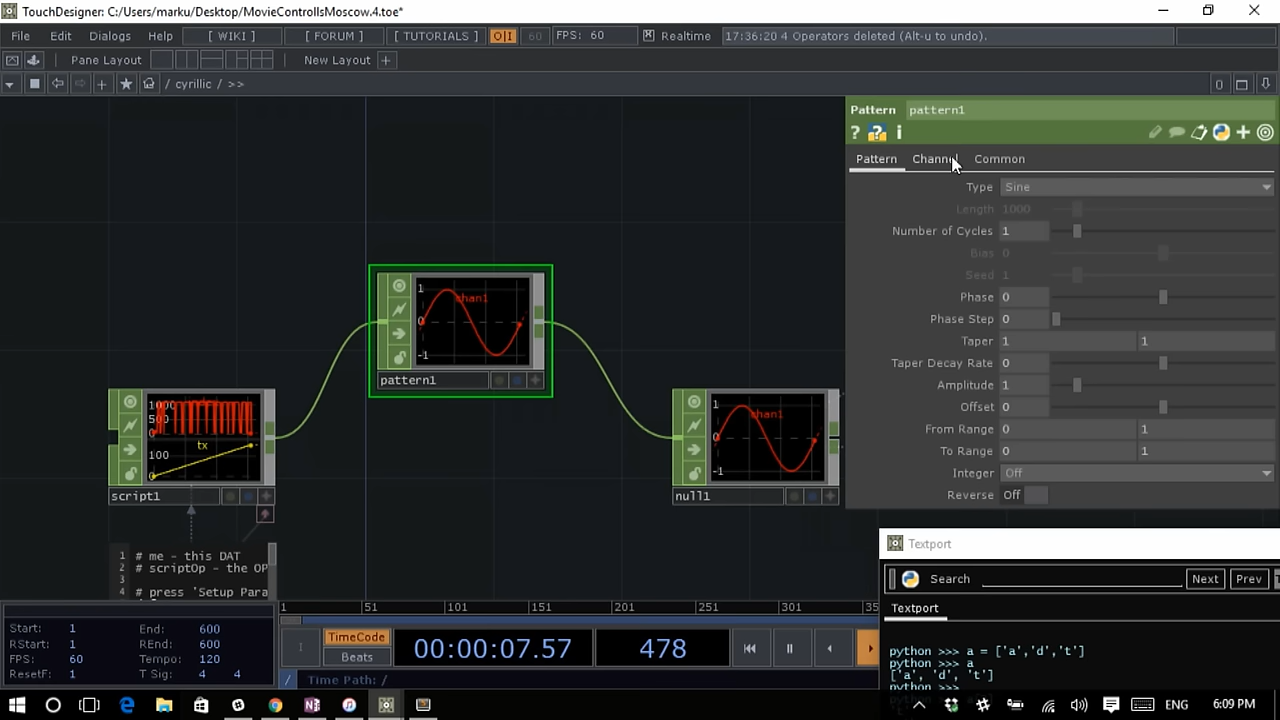 TouchDesigner: C:/Users/marku/Desktop/MovieControllsMoscow.4.toe*
File Edit Dialogs Help [ WIKI ] [ FORUM ] [ TUTORIALS ] O|I 60 FPS: 60 Realtime 17:36:20 4 Operators deleted (Alt-u to undo).
Pane Layout New Layout +
/ cyrillic / >>
Pattern pattern1
? ? i
Pattern Channel Common
Type Sine
Length 1000
Number of Cycles 1
Bias 0
Seed 1
Phase 0
Phase Step 0
Taper 1 1
Taper Decay Rate 0
Amplitude 1
Offset 0
From Range 0 1
To Range 0 1
Integer Off
Reverse Off
1
chan1
0
-1
pattern1
1000
500
0
tx
100
0
script1
1
chan1
0
-1
null1
1 # me - this DAT
2 # scriptOp - the OP
3
4 # press 'Setup Para
Textport
Search Next Prev
Textport
python >>> a = ['a','d','t']
python >>> a
['a', 'd', 't']
python >>>
1 51 101 151 201 251 301 35
Start: 1 End: 600
RStart: 1 REnd: 600
FPS: 60 Tempo: 120
ResetF: 1 T Sig: 4 4
TimeCode
Beats
00:00:07.57 478
/ Time Path: /
ENG 6:09 PM